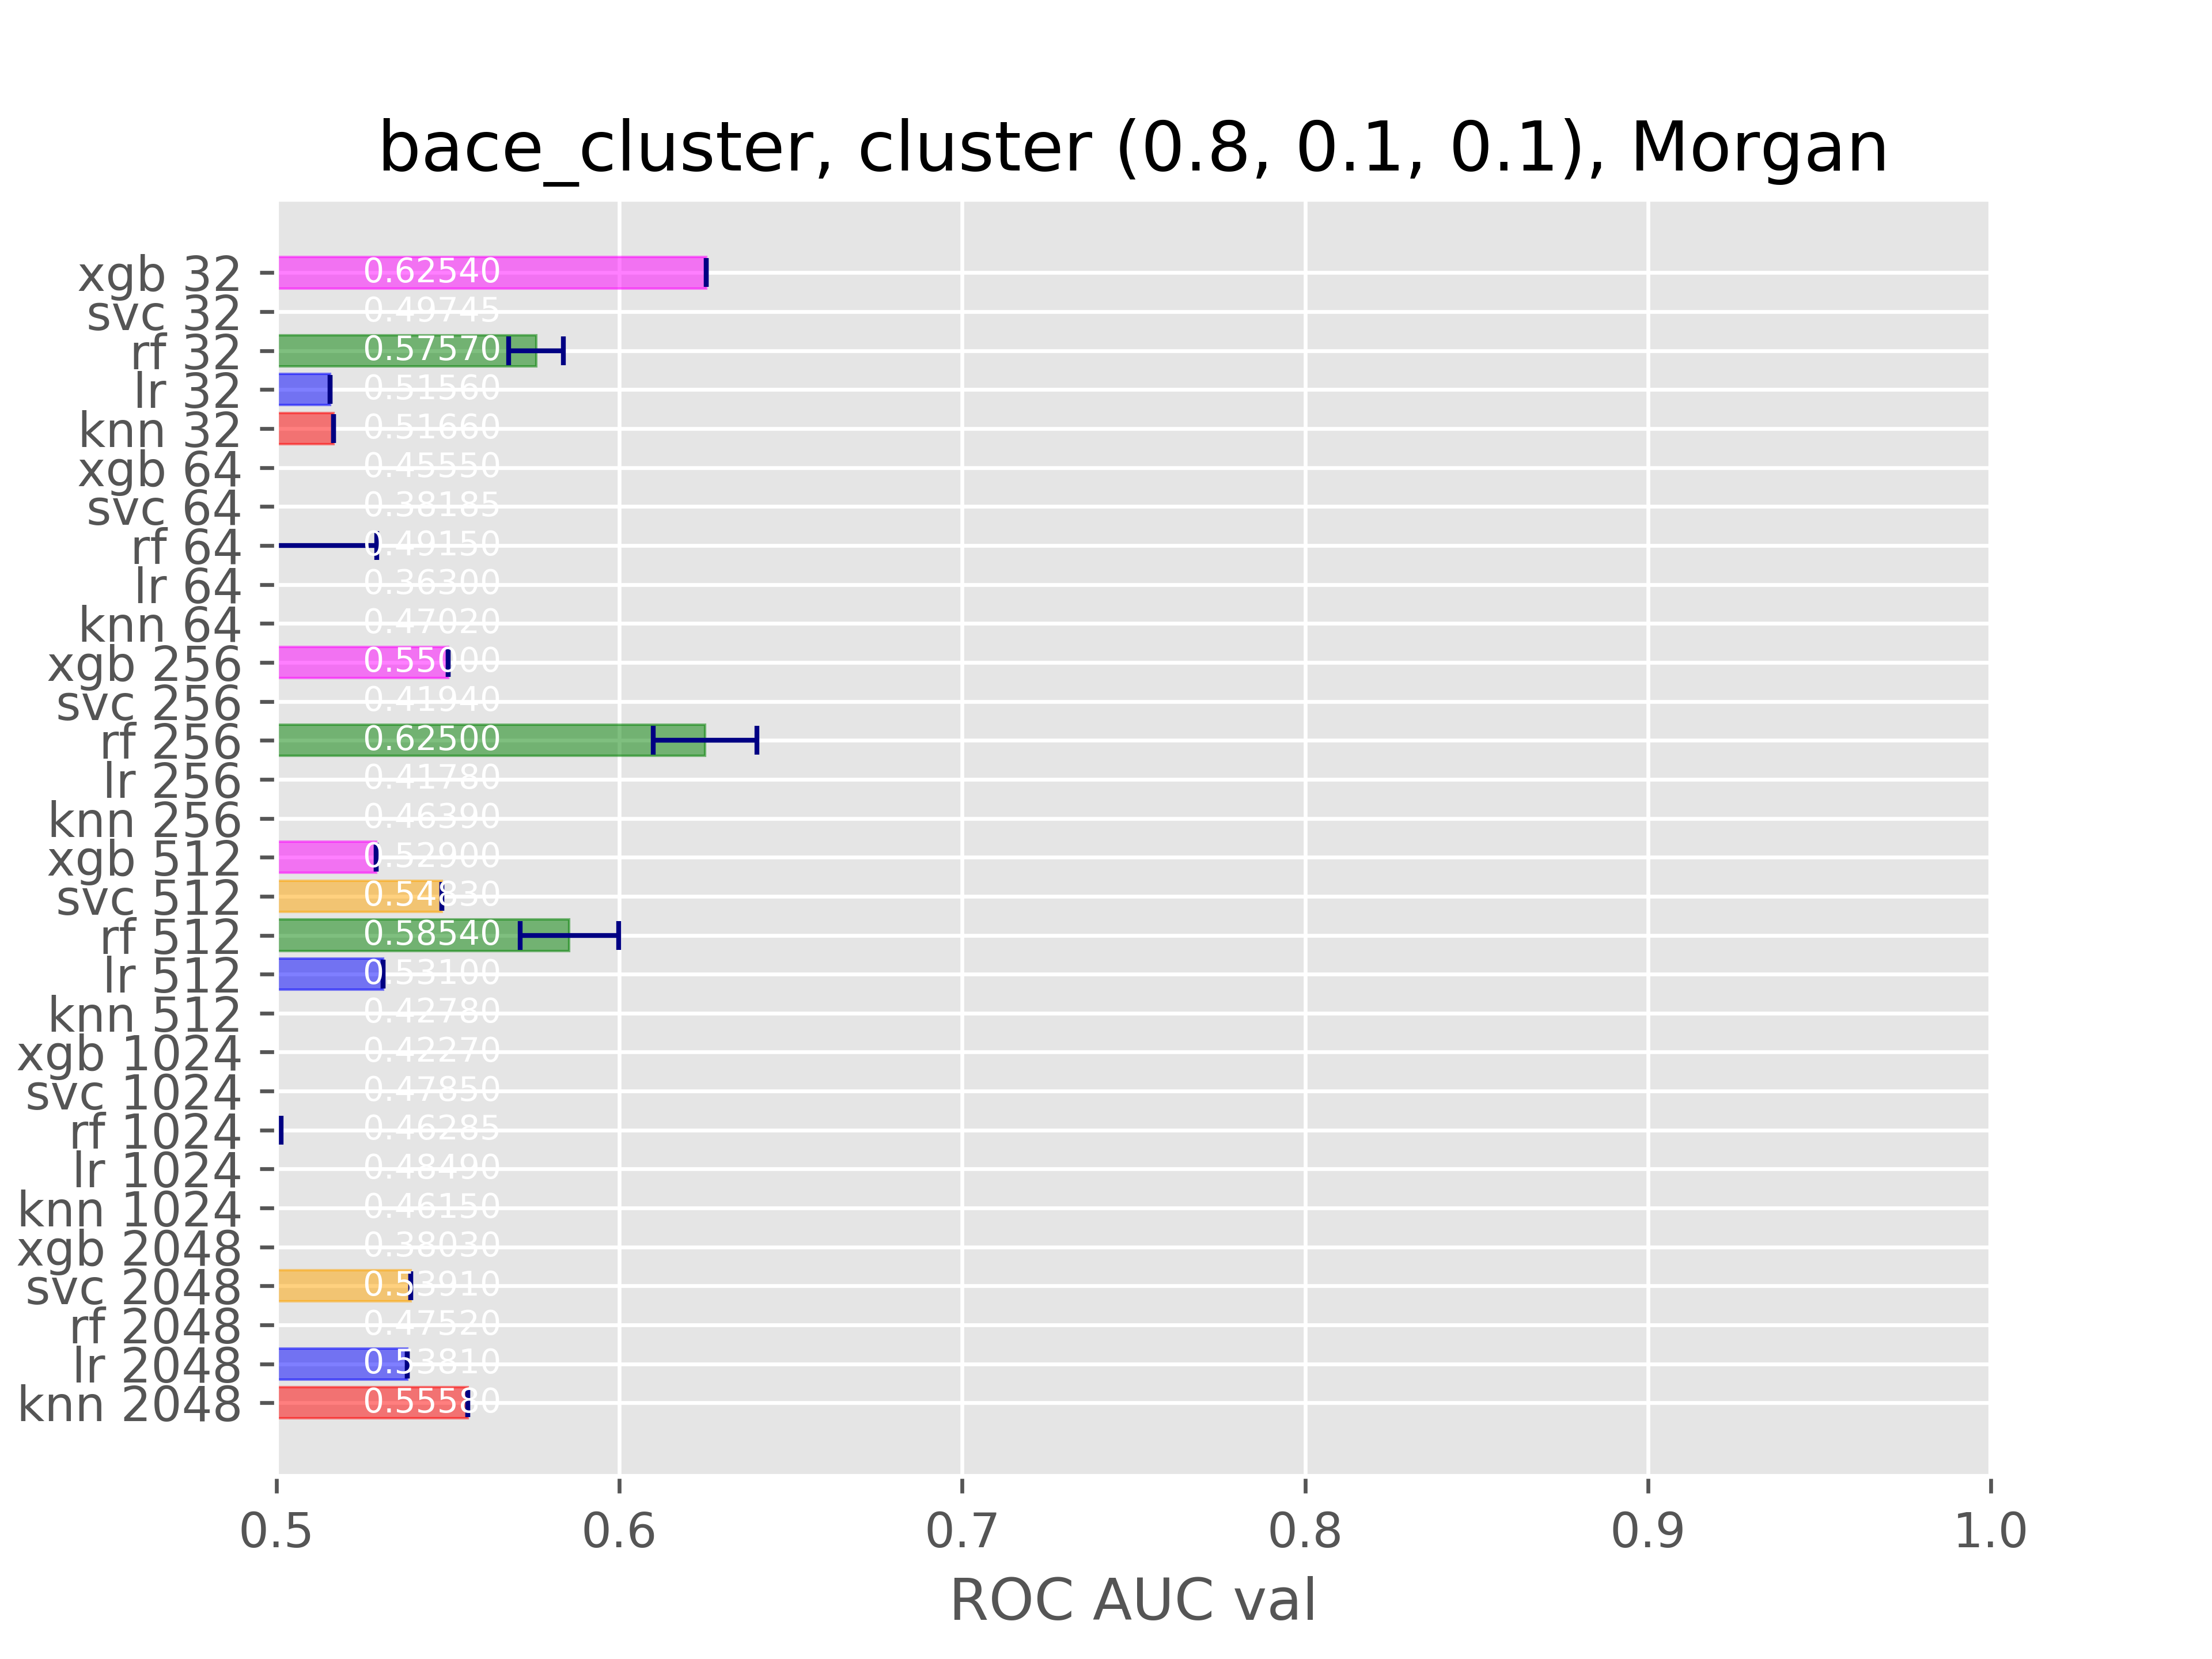 bace_cluster, cluster (0.8, 0.1, 0.1), Morgan
xgb 32 0.62540
svc 32 0.49745
rf 32 0.57570
lr 32 0.51560
knn 32 0.51660
xgb 64 0.45550
svc 64 0.38185
rf 64 0.49150
lr 64 0.36300
knn 64 0.47020
xgb 256 0.55000
svc 256 0.41940
rf 256 0.62500
lr 256 0.41780
knn 256 0.46390
xgb 512 0.52900
svc 512 0.54830
rf 512 0.58540
lr 512 0.53100
knn 512 0.42780
xgb 1024 0.42270
svc 1024 0.47850
rf 1024 0.46285
lr 1024 0.48490
knn 1024 0.46150
xgb 2048 0.38030
svc 2048 0.53910
rf 2048 0.47520
lr 2048 0.53810
knn 2048 0.55580
0.5 0.6 0.7 0.8 0.9 1.0
ROC AUC val